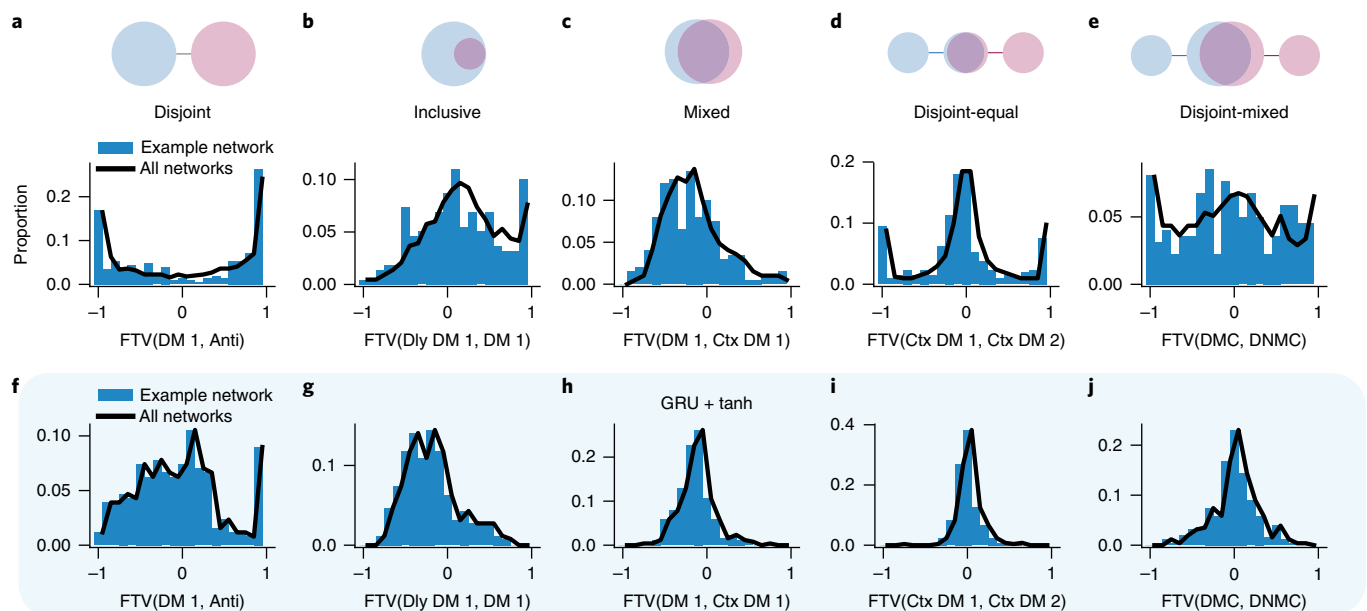 a
b
c
d
e
Disjoint
Inclusive
Mixed
Disjoint-equal
Disjoint-mixed
Example network
All networks
Proportion
0.2
0.1
0.0
−1 0 1
FTV(DM 1, Anti)
0.10
0.05
0.00
−1 0 1
FTV(Dly DM 1, DM 1)
0.10
0.05
0.00
−1 0 1
FTV(DM 1, Ctx DM 1)
0.2
0.1
0.0
−1 0 1
FTV(Ctx DM 1, Ctx DM 2)
0.05
0.00
−1 0 1
FTV(DMC, DNMC)
f
g
h
i
j
Example network
All networks
GRU + tanh
0.10
0.05
0.00
−1 0 1
FTV(DM 1, Anti)
0.1
0.0
−1 0 1
FTV(Dly DM 1, DM 1)
0.2
0.1
0.0
−1 0 1
FTV(DM 1, Ctx DM 1)
0.4
0.2
0.0
−1 0 1
FTV(Ctx DM 1, Ctx DM 2)
0.2
0.1
0.0
−1 0 1
FTV(DMC, DNMC)